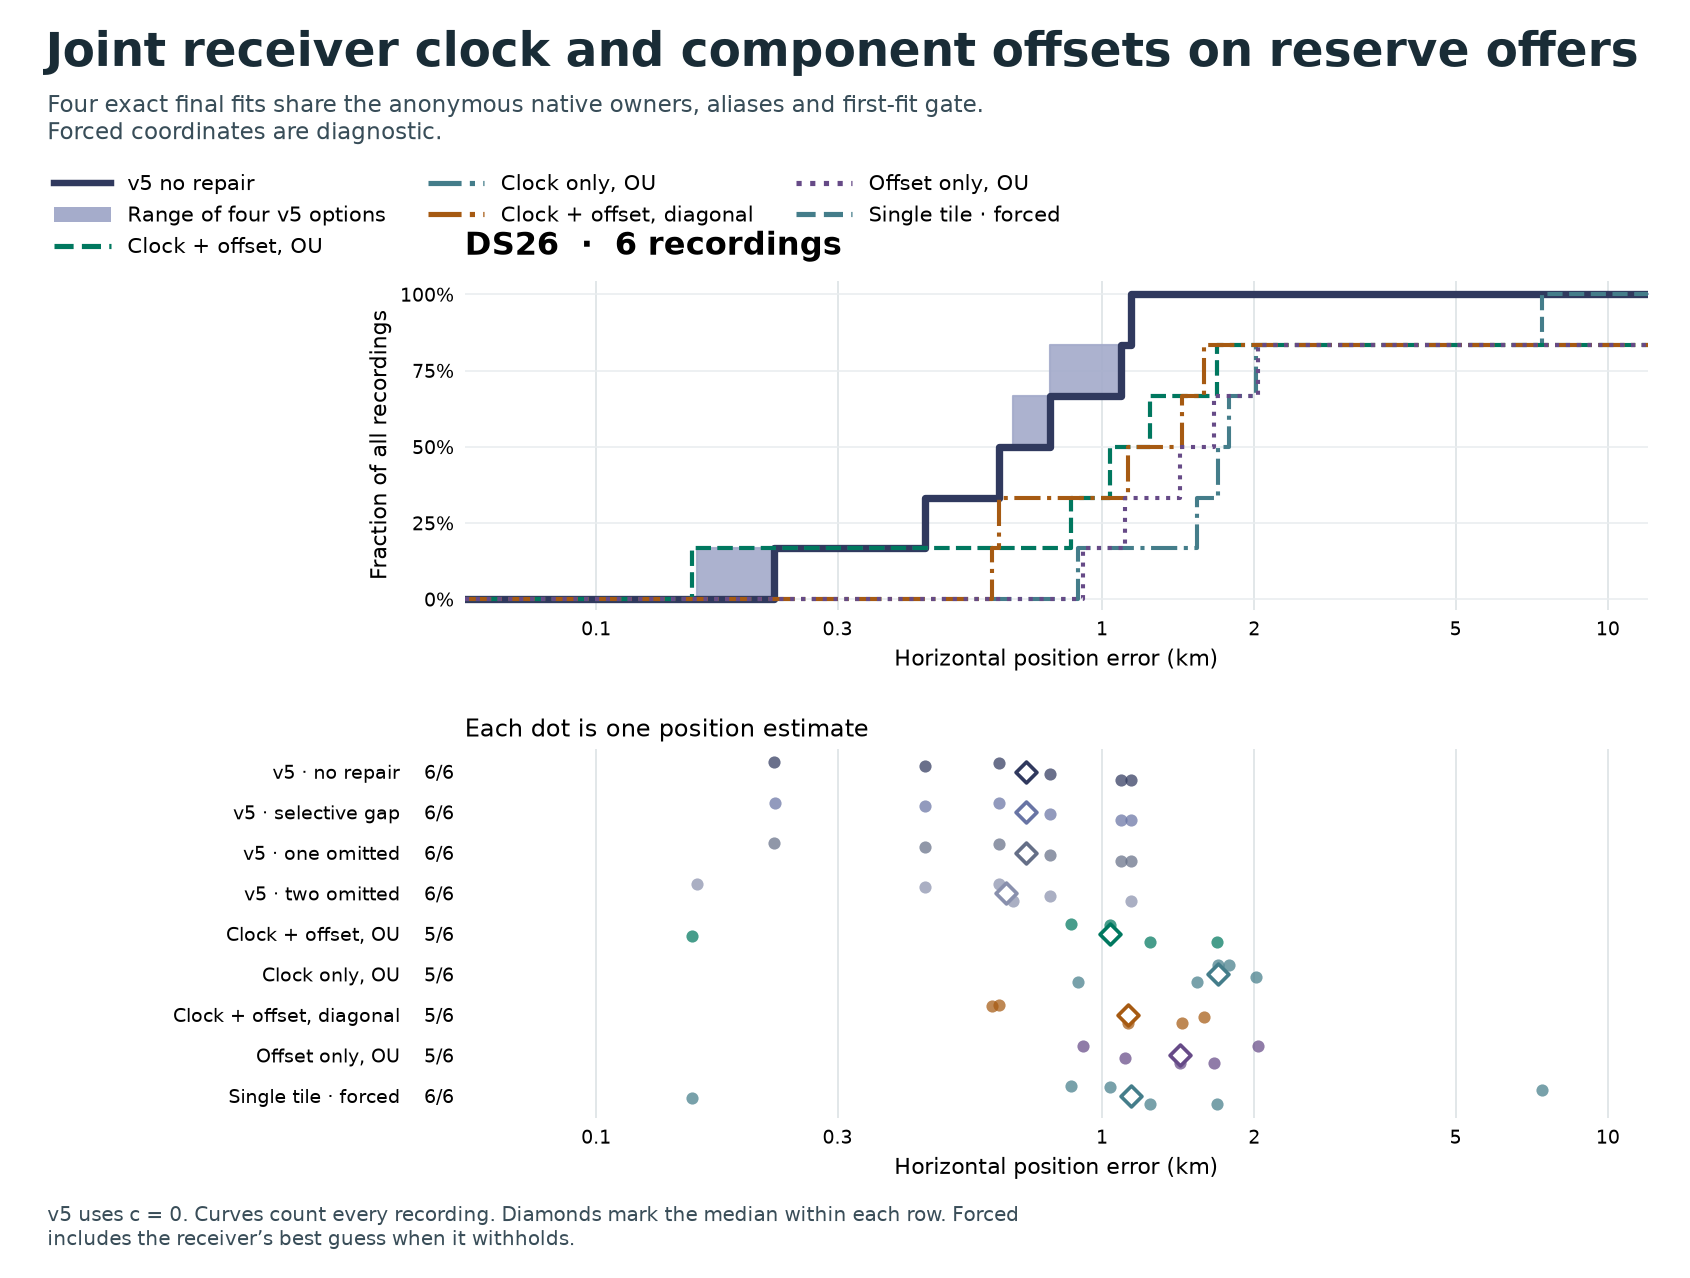 Joint receiver clock and component offsets on reserve offers
Four exact final fits share the anonymous native owners, aliases and first-fit gate.
Forced coordinates are diagnostic.
v5 no repair
Range of four v5 options
Clock + offset, OU
Clock only, OU
Clock + offset, diagonal
Offset only, OU
Single tile · forced
DS26 · 6 recordings
Fraction of all recordings
100%
75%
50%
25%
0%
0.1 0.3 1 2 5 10
Horizontal position error (km)
Each dot is one position estimate
v5 · no repair 6/6
v5 · selective gap 6/6
v5 · one omitted 6/6
v5 · two omitted 6/6
Clock + offset, OU 5/6
Clock only, OU 5/6
Clock + offset, diagonal 5/6
Offset only, OU 5/6
Single tile · forced 6/6
0.1 0.3 1 2 5 10
Horizontal position error (km)
v5 uses c = 0. Curves count every recording. Diamonds mark the median within each row. Forced
includes the receiver’s best guess when it withholds.